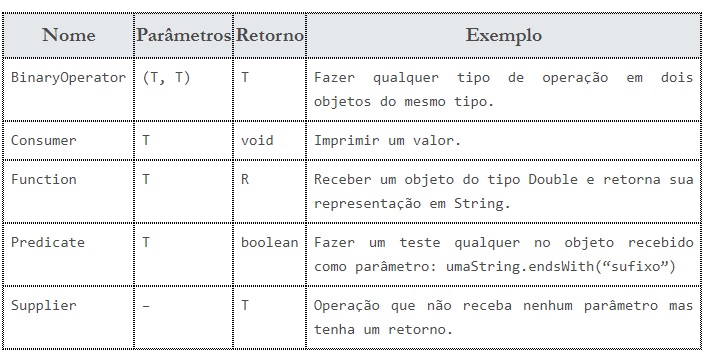 Nome Parâmetros Retorno Exemplo
BinaryOperator (T, T) T Fazer qualquer tipo de operação em dois
objetos do mesmo tipo.
Consumer T void Imprimir um valor.
Function T R Receber um objeto do tipo Double e retorna sua
representação em String.
Predicate T boolean Fazer um teste qualquer no objeto recebido
como parâmetro: umaString.endsWith(“sufixo”)
Supplier – T Operação que não receba nenhum parâmetro mas
tenha um retorno.